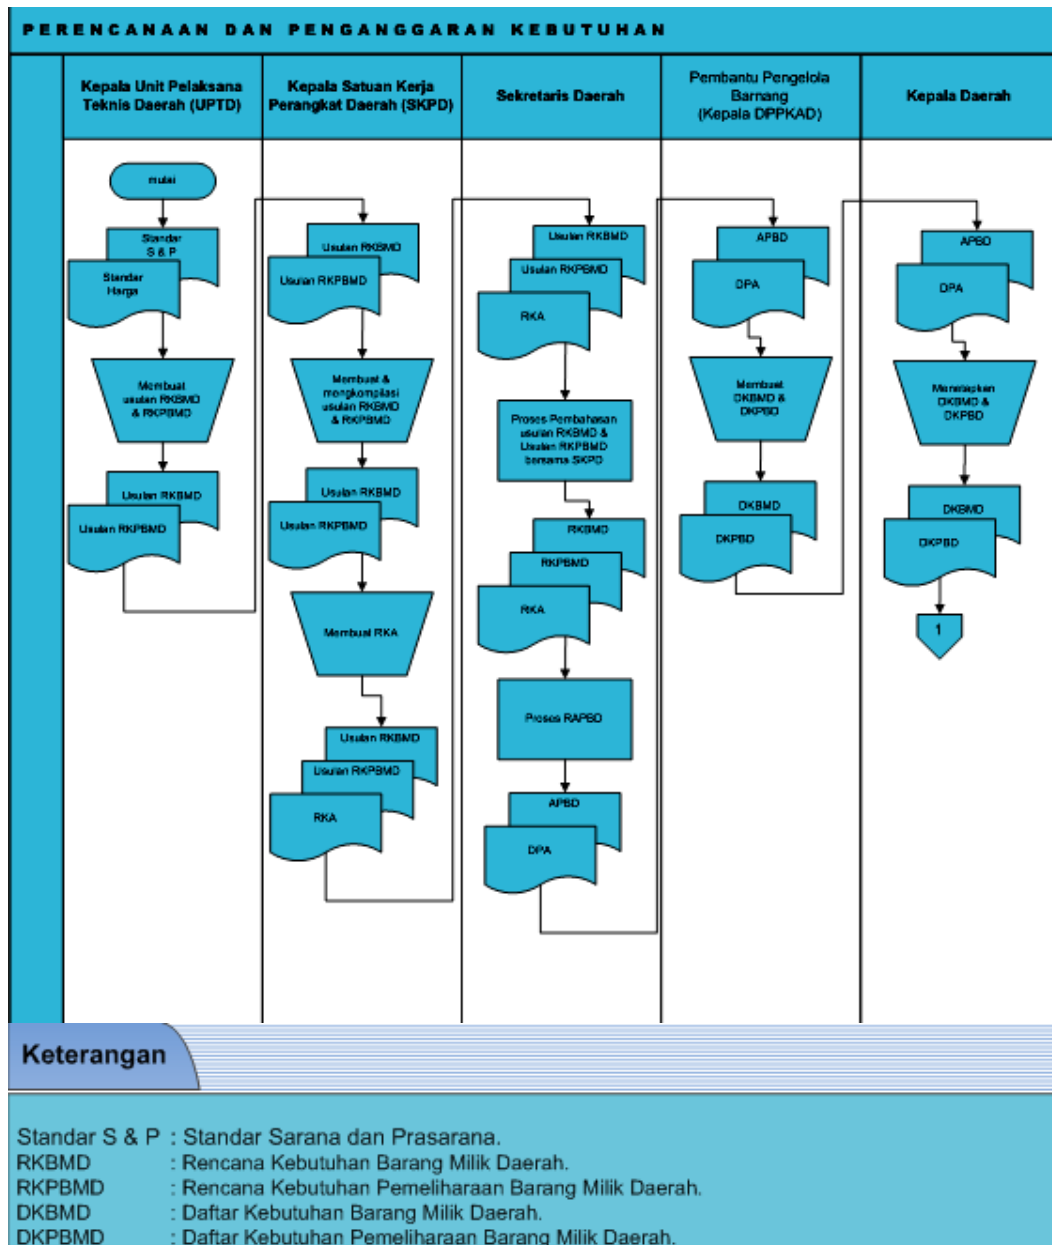 PERENCANAAN DAN PENGANGGARAN KEBUTUHAN
Kepala Unit Pelaksana
Teknis Daerah (UPTD)
Kepala Satuan Kerja
Perangkat Daerah (SKPD)
Sekretaris Daerah
Pembantu Pengelola
Barnang
(Kepala DPPKAD)
Kepala Daerah
mulai
Standar
S & P
Standar
Harga
Membuat
usulan RKBMD
& RKPBMD
Usulan RKBMD
Usulan RKPBMD
Usulan RKBMD
Usulan RKPBMD
Membuat &
mengkompilasi
usulan RKBMD
& RKPBMD
Usulan RKBMD
Usulan RKPBMD
Membuat RKA
Usulan RKBMD
Usulan RKPBMD
RKA
Usulan RKBMD
Usulan RKPBMD
RKA
Proses Pembahasan
usulan RKBMD &
Usulan RKPBMD
bersama SKPD
RKBMD
RKPBMD
RKA
Proses RAPBD
APBD
DPA
APBD
DPA
Membuat
DKBMD &
DKPBD
DKBMD
DKPBD
APBD
DPA
Menetapkan
DKBMD &
DKPBD
DKBMD
DKPBD
1
Keterangan
Standar S & P : Standar Sarana dan Prasarana.
RKBMD : Rencana Kebutuhan Barang Milik Daerah.
RKPBMD : Rencana Kebutuhan Pemeliharaan Barang Milik Daerah.
DKBMD : Daftar Kebutuhan Barang Milik Daerah.
DKPBMD : Daftar Kebutuhan Pemeliharaan Barang Milik Daerah.